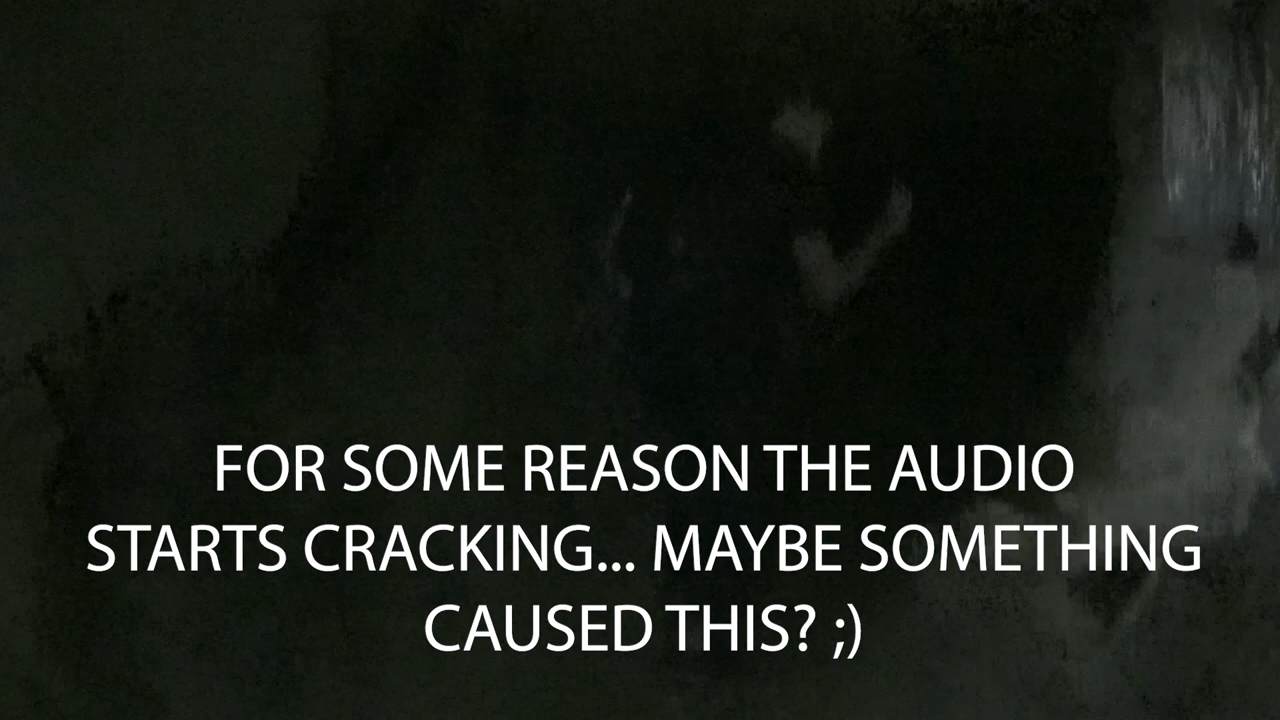 FOR SOME REASON THE AUDIO
STARTS CRACKING... MAYBE SOMETHING
CAUSED THIS? ;)